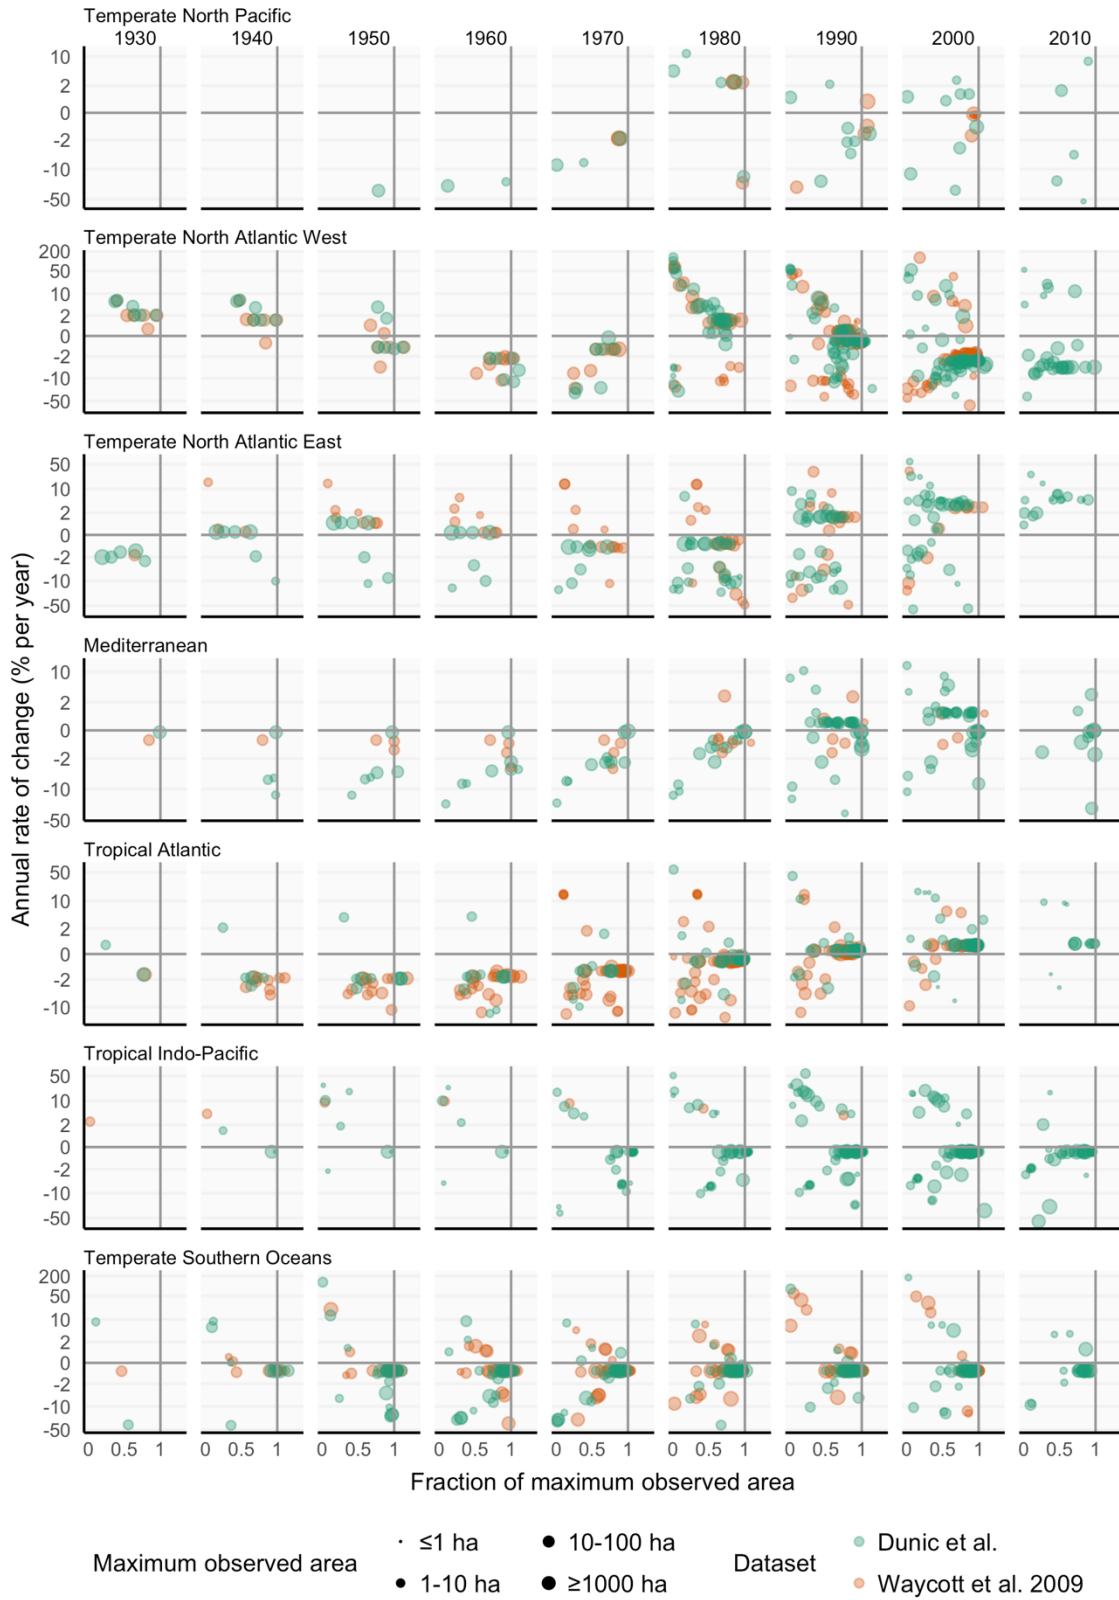 Temperate North Pacific
1930 1940 1950 1960 1970 1980 1990 2000 2010
10
2
0
-2
-10
-50
Temperate North Atlantic West
200
50
10
2
0
-2
-10
-50
Temperate North Atlantic East
50
10
2
0
-2
-10
-50
Mediterranean
10
2
0
-2
-10
-50
Tropical Atlantic
50
10
2
0
-2
-10
Tropical Indo-Pacific
50
10
2
0
-2
-10
-50
Temperate Southern Oceans
200
50
10
2
0
-2
-10
-50
0 0.5 1 0 0.5 1 0 0.5 1 0 0.5 1 0 0.5 1 0 0.5 1 0 0.5 1 0 0.5 1 0 0.5 1
Annual rate of change (% per year)
Fraction of maximum observed area
Maximum observed area
≤1 ha
1-10 ha
10-100 ha
≥1000 ha
Dataset
Dunic et al.
Waycott et al. 2009